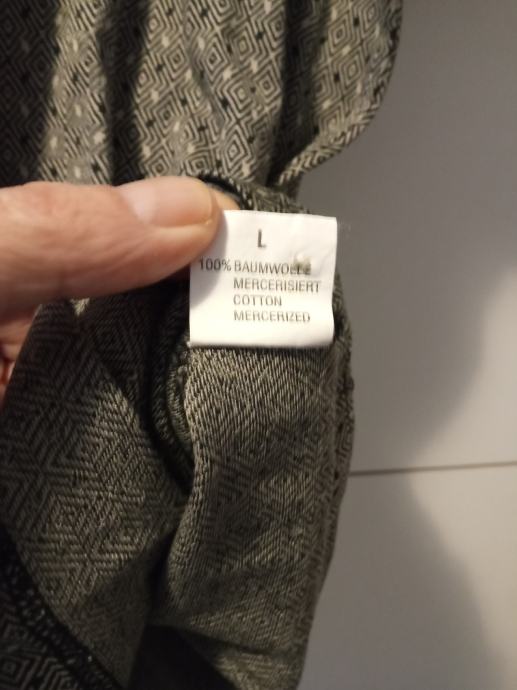 L
100% BAUMWOLLE
MERCERISIERT
COTTON
MERCERIZED